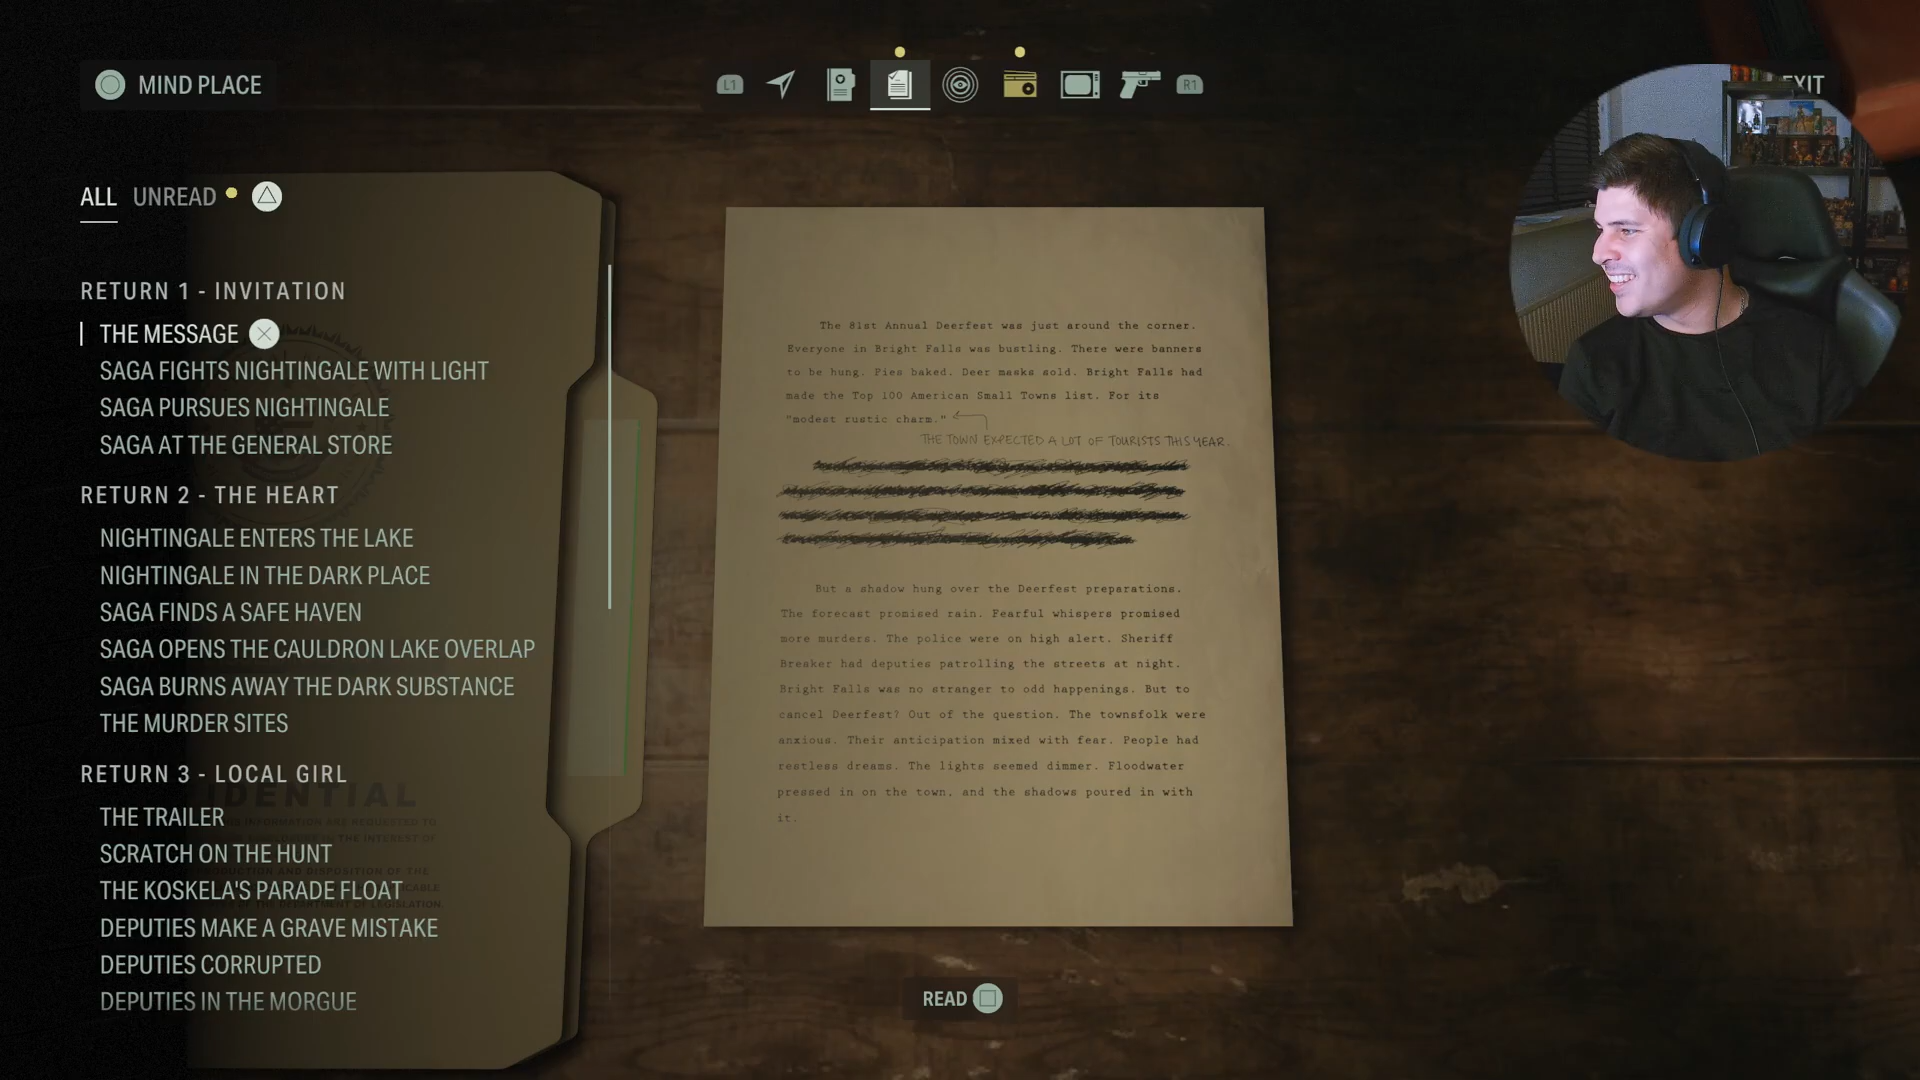 MIND PLACE
L1
R1
EXIT
ALL UNREAD
RETURN 1 - INVITATION
THE MESSAGE
SAGA FIGHTS NIGHTINGALE WITH LIGHT
SAGA PURSUES NIGHTINGALE
SAGA AT THE GENERAL STORE
RETURN 2 - THE HEART
NIGHTINGALE ENTERS THE LAKE
NIGHTINGALE IN THE DARK PLACE
SAGA FINDS A SAFE HAVEN
SAGA OPENS THE CAULDRON LAKE OVERLAP
SAGA BURNS AWAY THE DARK SUBSTANCE
THE MURDER SITES
RETURN 3 - LOCAL GIRL
THE TRAILER
SCRATCH ON THE HUNT
THE KOSKELA'S PARADE FLOAT
DEPUTIES MAKE A GRAVE MISTAKE
DEPUTIES CORRUPTED
DEPUTIES IN THE MORGUE
The 81st Annual Deerfest was just around the corner.
Everyone in Bright Falls was bustling. There were banners
to be hung. Pies baked. Deer masks sold. Bright Falls had
made the Top 100 American Small Towns list. For its
"modest rustic charm."
THE TOWN EXPECTED A LOT OF TOURISTS THIS YEAR.
But a shadow hung over the Deerfest preparations.
The forecast promised rain. Fearful whispers promised
more murders. The police were on high alert. Sheriff
Breaker had deputies patrolling the streets at night.
Bright Falls was no stranger to odd happenings. But to
cancel Deerfest? Out of the question. The townsfolk were
anxious. Their anticipation mixed with fear. People had
restless dreams. The lights seemed dimmer. Floodwater
pressed in on the town, and the shadows poured in with
it.
READ